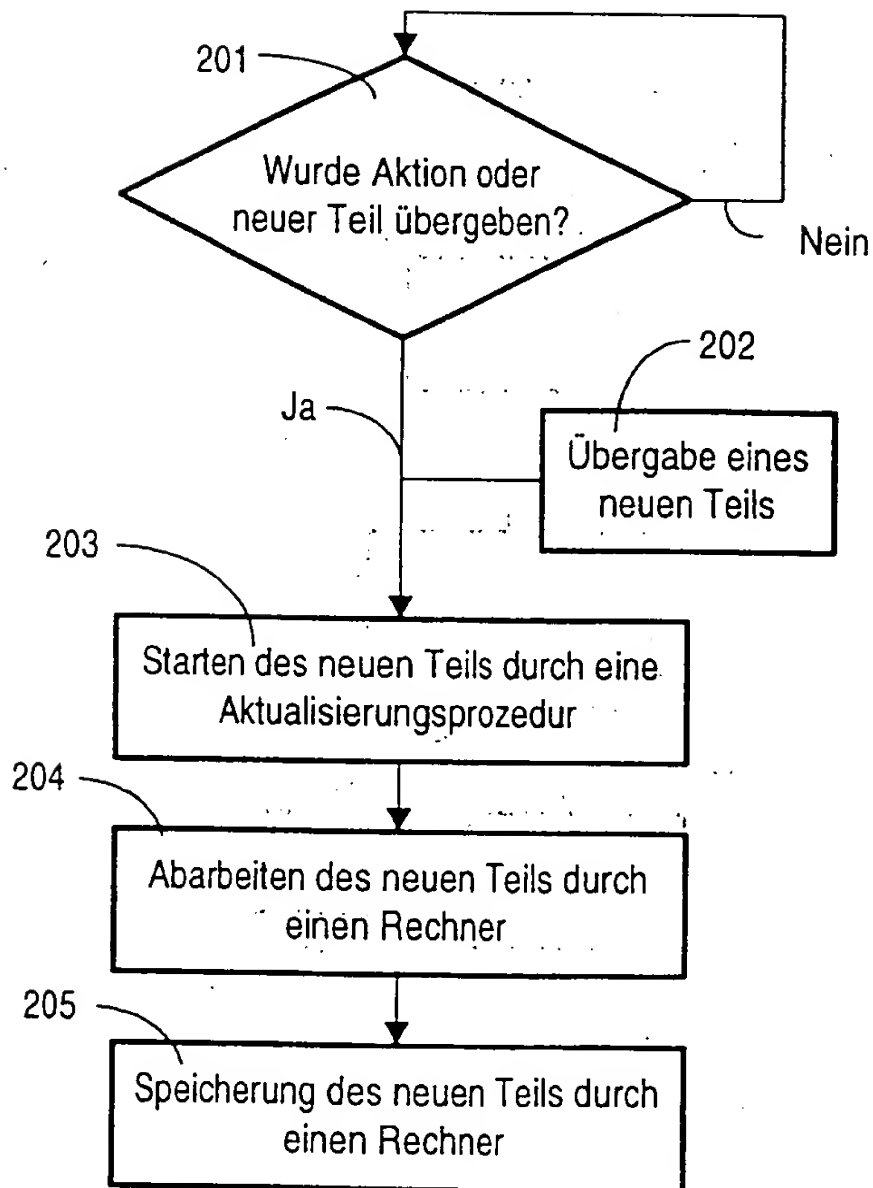 201
Wurde Aktion oder
neuer Teil übergeben?
Nein
202
Ja
Übergabe eines
neuen Teils
203
Starten des neuen Teils durch eine
Aktualisierungsprozedur
204
Abarbeiten des neuen Teils durch
einen Rechner
205
Speicherung des neuen Teils durch
einen Rechner